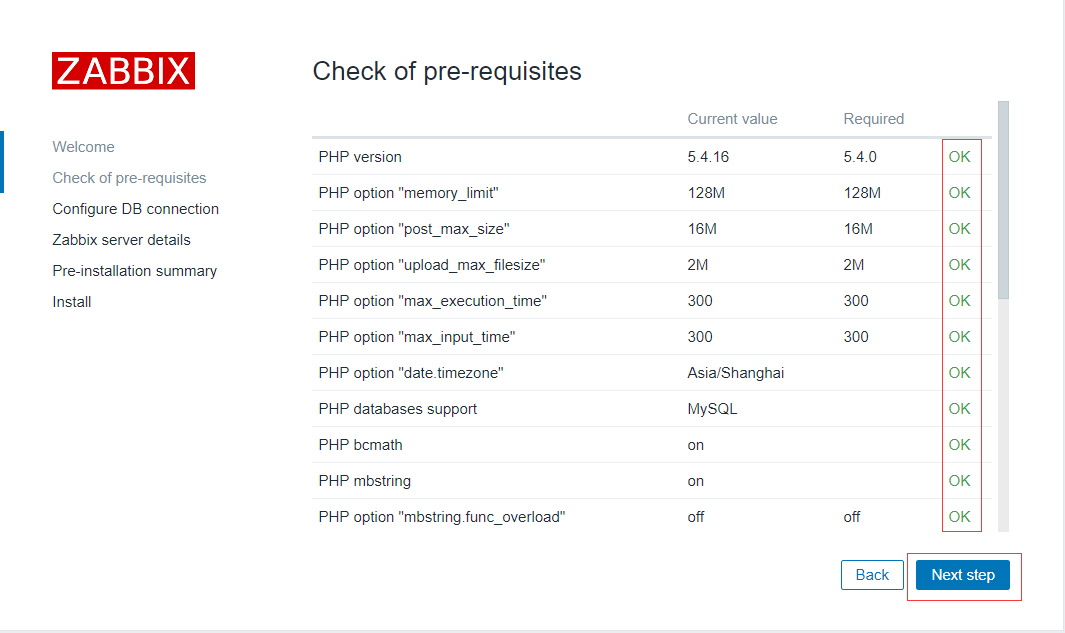 ZABBIX
Welcome
Check of pre-requisites
Configure DB connection
Zabbix server details
Pre-installation summary
Install
Check of pre-requisites
Current value Required
PHP version 5.4.16 5.4.0 OK
PHP option "memory_limit" 128M 128M OK
PHP option "post_max_size" 16M 16M OK
PHP option "upload_max_filesize" 2M 2M OK
PHP option "max_execution_time" 300 300 OK
PHP option "max_input_time" 300 300 OK
PHP option "date.timezone" Asia/Shanghai OK
PHP databases support MySQL OK
PHP bcmath on OK
PHP mbstring on OK
PHP option "mbstring.func_overload" off off OK
Back Next step